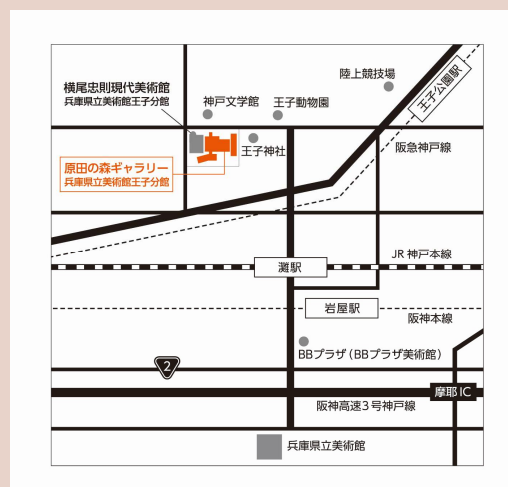 陸上競技場
王子公園駅
横尾忠則現代美術館
兵庫県立美術館王子分館
神戸文学館
王子動物園
王子神社
阪急神戸線
原田の森ギャラリー
兵庫県立美術館王子分館
JR 神戸本線
灘駅
岩屋駅
阪神本線
BBプラザ（BBプラザ美術館）
2
摩耶IC
阪神高速3号神戸線
兵庫県立美術館